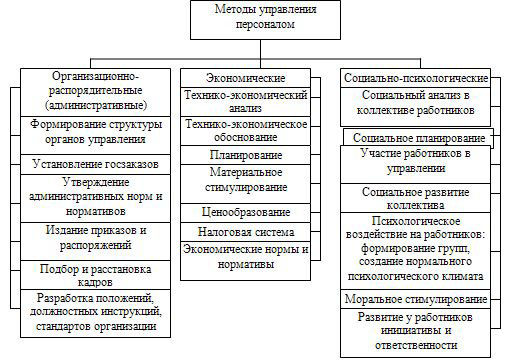 Методы управления
персоналом
Организационно-
распорядительные
(административные)
Формирование структуры
органов управления
Установление госзаказов
Утверждение
административных норм и
нормативов
Издание приказов и
распоряжений
Подбор и расстановка
кадров
Разработка положений,
должностных инструкций,
стандартов организации
Экономические
Технико-экономический
анализ
Технико-экономическое
обоснование
Планирование
Материальное
стимулирование
Ценообразование
Налоговая система
Экономические нормы и
нормативы
Социально-психологические
Социальный анализ в
коллективе работников
Социальное планирование
Участие работников в
управлении
Социальное развитие
коллектива
Психологическое
воздействие на работников:
формирование групп,
создание нормального
психологического климата
Моральное стимулирование
Развитие у работников
инициативы и
ответственности